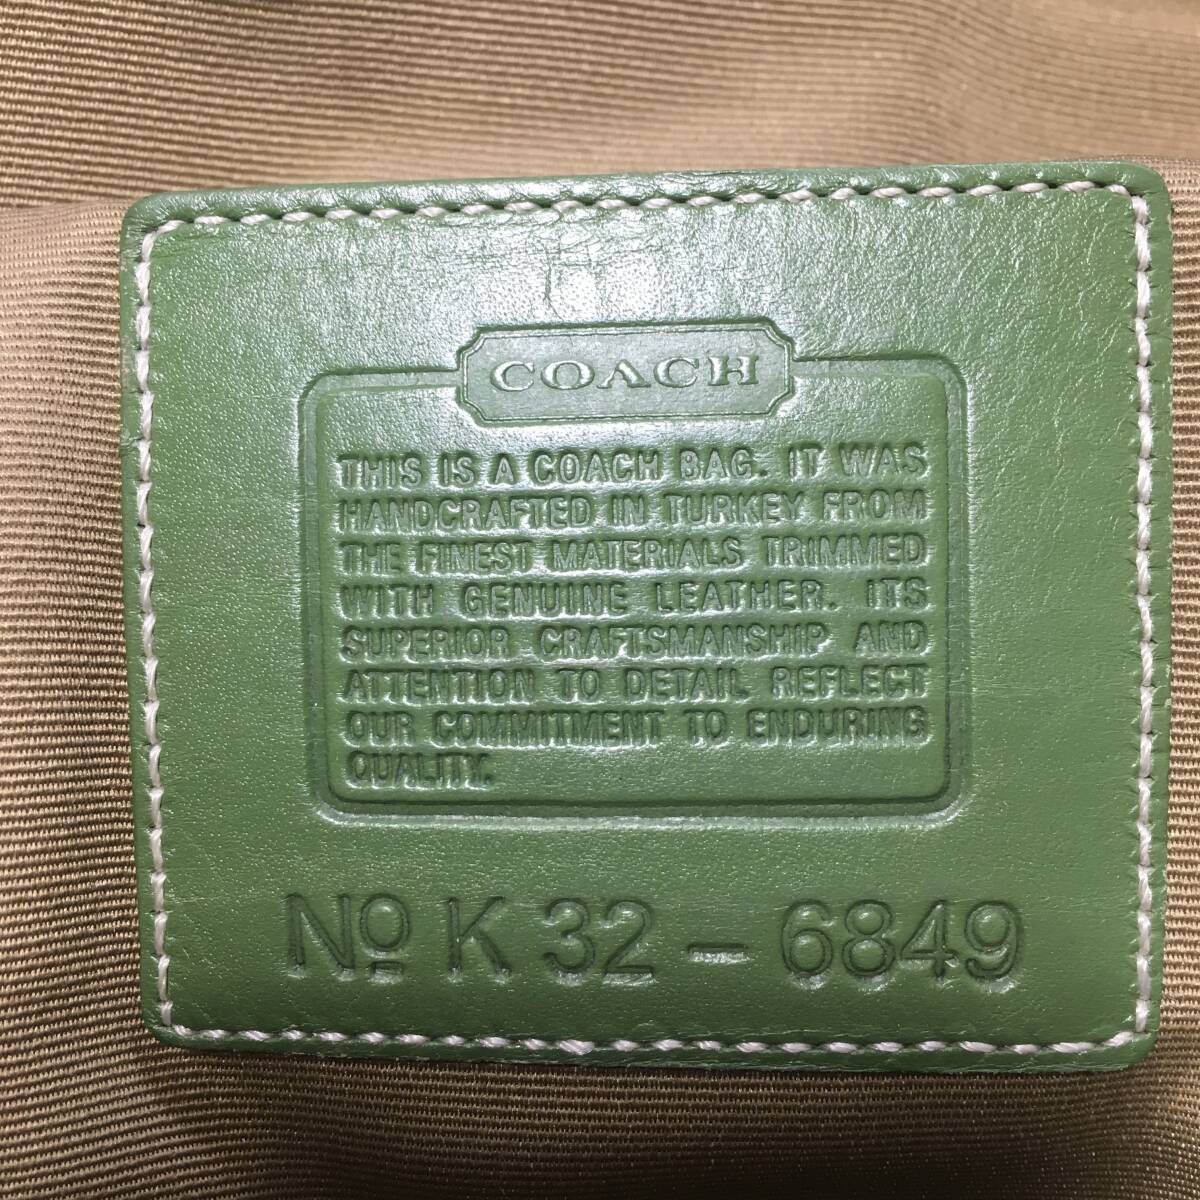 COACH
THIS IS A COACH BAG. IT WAS
HANDCRAFTED IN TURKEY FROM
THE FINEST MATERIALS TRIMMED
WITH GENUINE LEATHER. ITS
SUPERIOR CRAFTSMANSHIP AND
ATTENTION TO DETAIL REFLECT
OUR COMMITMENT TO ENDURING
QUALITY.
Nº K32-6849